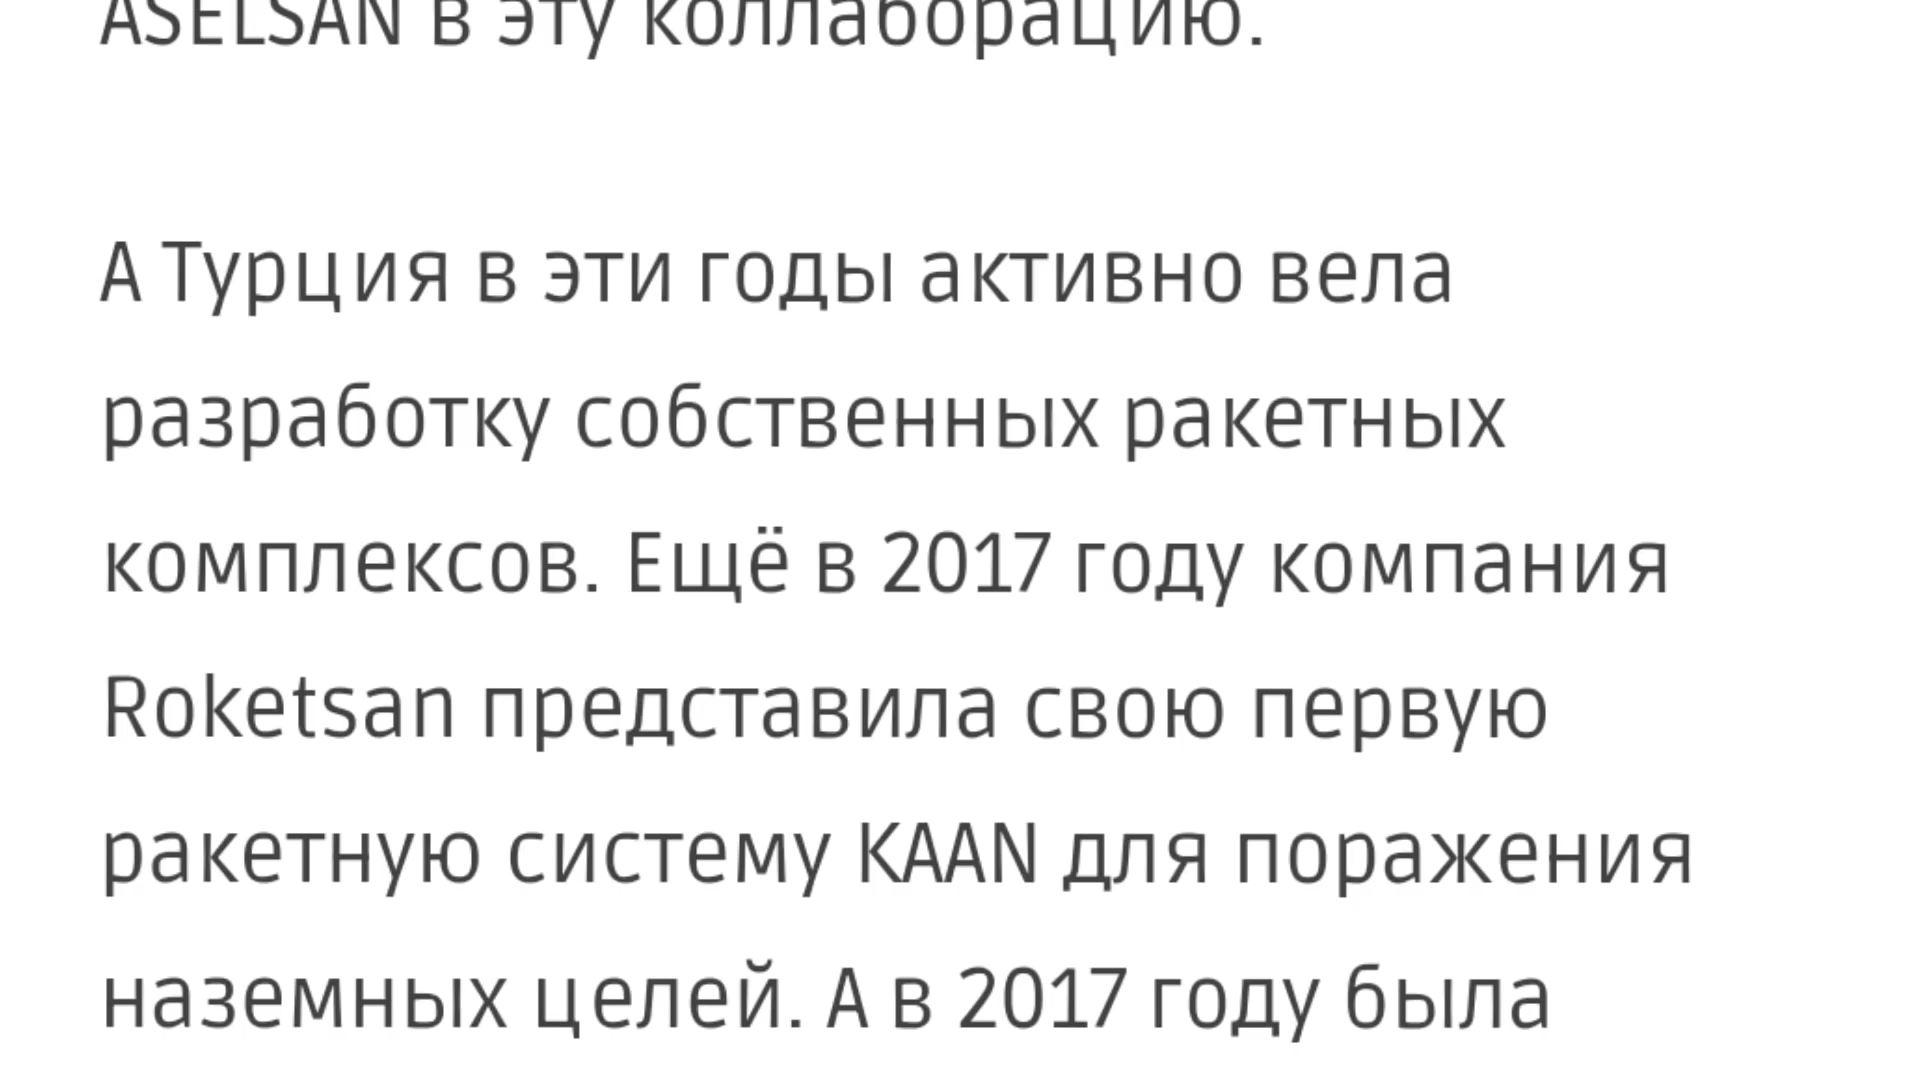 ASELSAN в эту коллаборацию.
А Турция в эти годы активно вела
разработку собственных ракетных
комплексов. Ещё в 2017 году компания
Roketsan представила свою первую
ракетную систему KAAN для поражения
наземных целей. А в 2017 году была